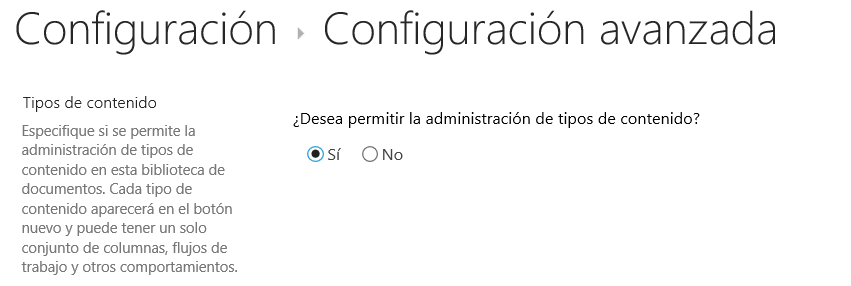 Configuración ▸ Configuración avanzada
Tipos de contenido
Especifique si se permite la
administración de tipos de
contenido en esta biblioteca de
documentos. Cada tipo de
contenido aparecerá en el botón
nuevo y puede tener un solo
conjunto de columnas, flujos de
trabajo y otros comportamientos.
¿Desea permitir la administración de tipos de contenido?
Sí No